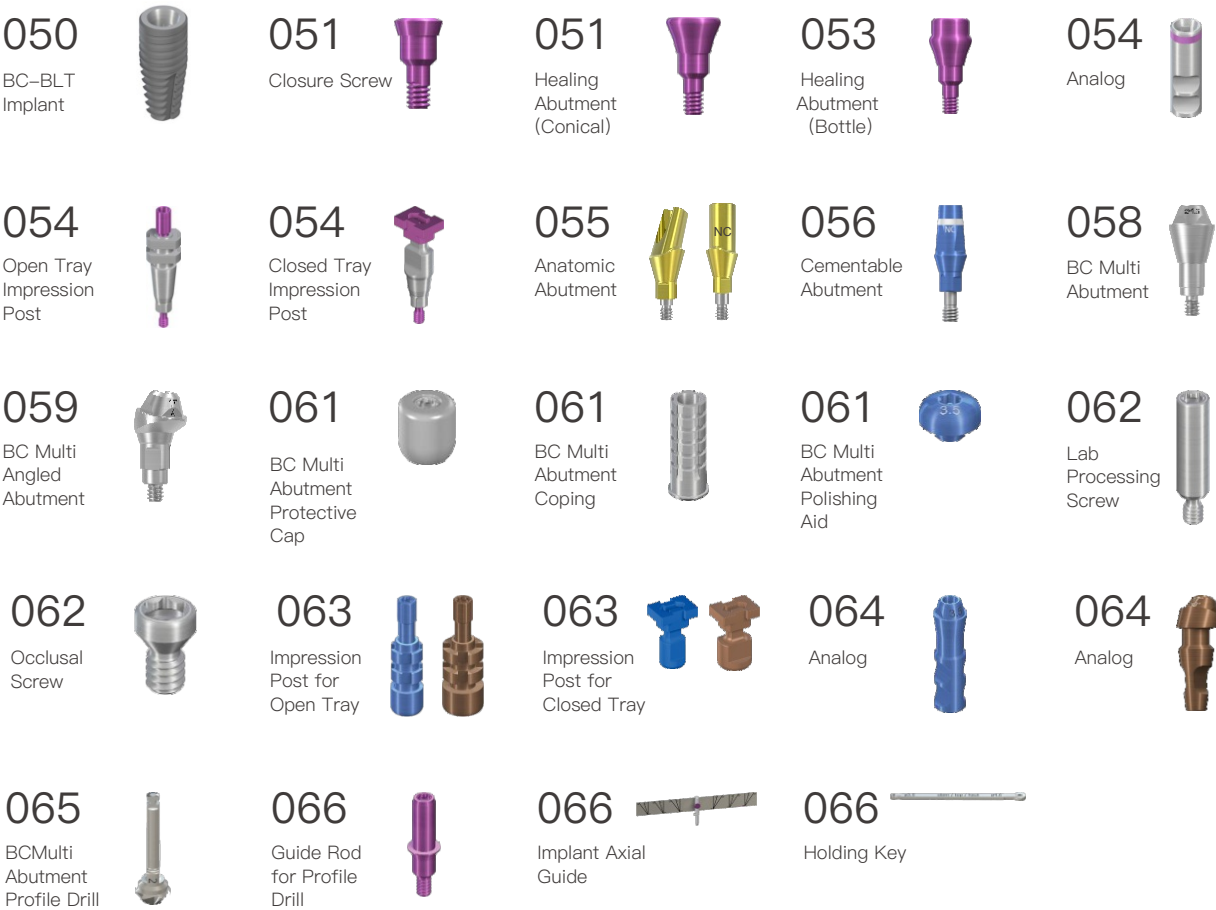 050
BC-BLT
Implant
051
Closure Screw
051
Healing
Abutment
(Conical)
053
Healing
Abutment
(Bottle)
054
Analog
054
Open Tray
Impression
Post
054
Closed Tray
Impression
Post
055
Anatomic
Abutment
NC
056
Cementable
Abutment
NC
058
BC Multi
Abutment
059
BC Multi
Angled
Abutment
061
BC Multi
Abutment
Protective
Cap
061
BC Multi
Abutment
Coping
061
BC Multi
Abutment
Polishing
Aid
3.5
062
Lab
Processing
Screw
062
Occlusal
Screw
063
Impression
Post for
Open Tray
063
Impression
Post for
Closed Tray
064
Analog
064
Analog
065
BCMulti
Abutment
Profile Drill
066
Guide Rod
for Profile
Drill
066
Implant Axial
Guide
066
Holding Key